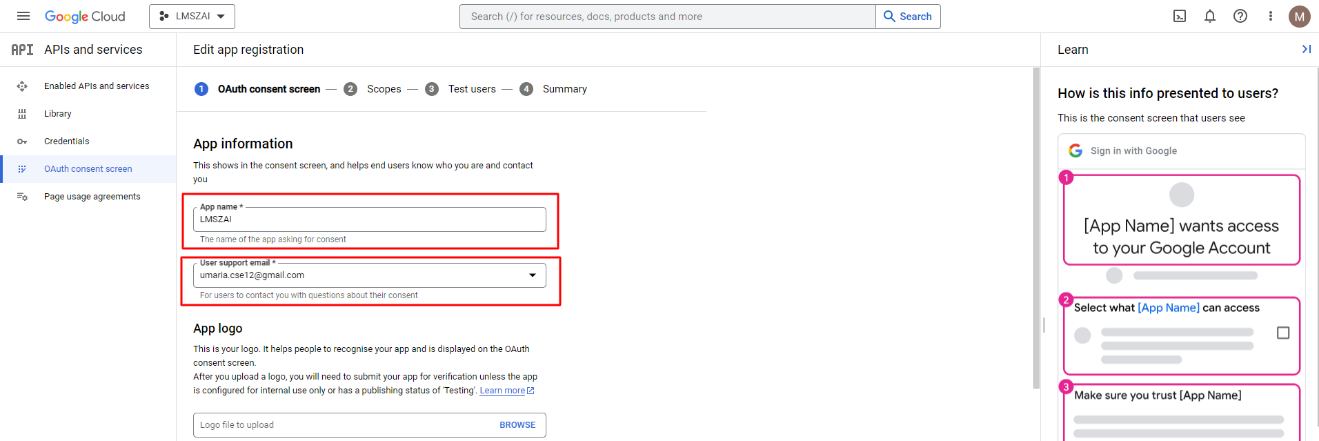 Google Cloud
LMSZAI
Search (/) for resources, docs, products and more
Search
M
API
APIs and services
Enabled APIs and services
Library
Credentials
OAuth consent screen
Page usage agreements
Edit app registration
1 OAuth consent screen — 2 Scopes — 3 Test users — 4 Summary
App information
This shows in the consent screen, and helps end users know who you are and contact
you
App name *
LMSZAI
The name of the app asking for consent
User support email *
umaria.cse12@gmail.com
For users to contact you with questions about their consent
App logo
This is your logo. It helps people to recognise your app and is displayed on the OAuth
consent screen.
After you upload a logo, you will need to submit your app for verification unless the app
is configured for internal use only or has a publishing status of 'Testing'. Learn more
Logo file to upload
BROWSE
Learn
How is this info presented to users?
This is the consent screen that users see
G Sign in with Google
1
[App Name] wants access
to your Google Account
2
Select what [App Name] can access
3
Make sure you trust [App Name]